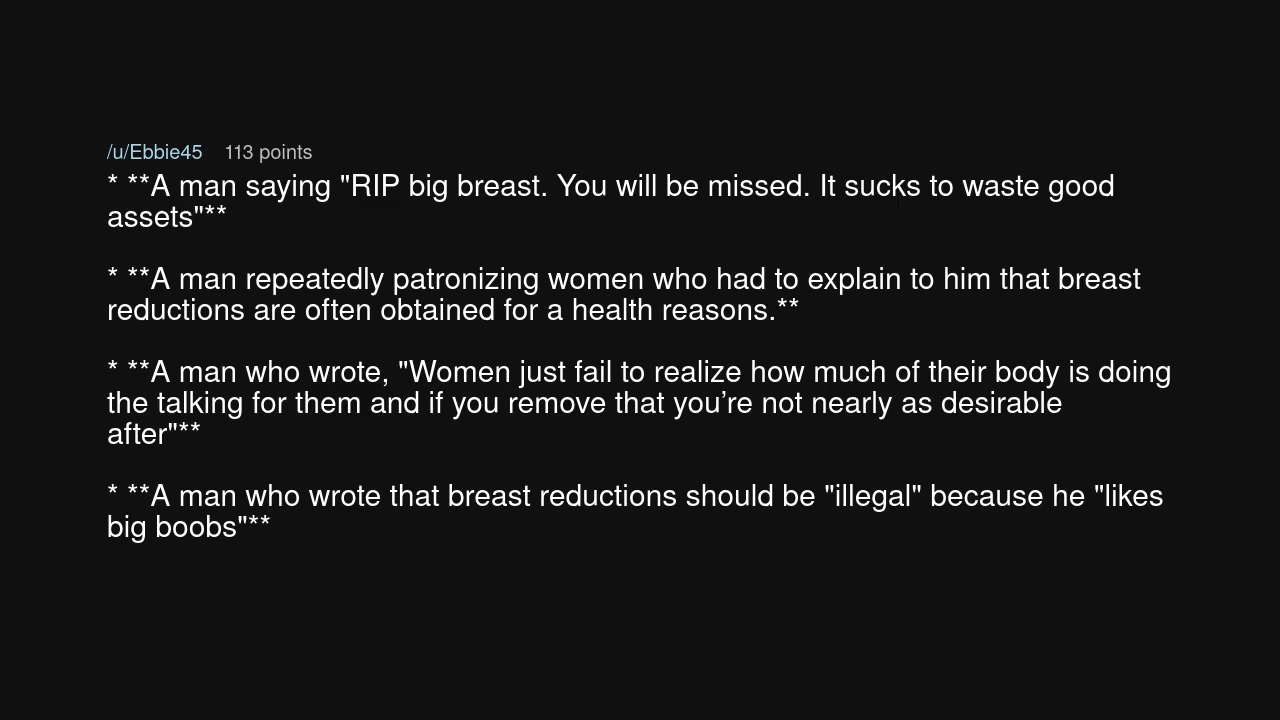 /u/Ebbie45 113 points
* **A man saying "RIP big breast. You will be missed. It sucks to waste good
assets"**
* **A man repeatedly patronizing women who had to explain to him that breast
reductions are often obtained for a health reasons.**
* **A man who wrote, "Women just fail to realize how much of their body is doing
the talking for them and if you remove that you’re not nearly as desirable
after"**
* **A man who wrote that breast reductions should be "illegal" because he "likes
big boobs"**